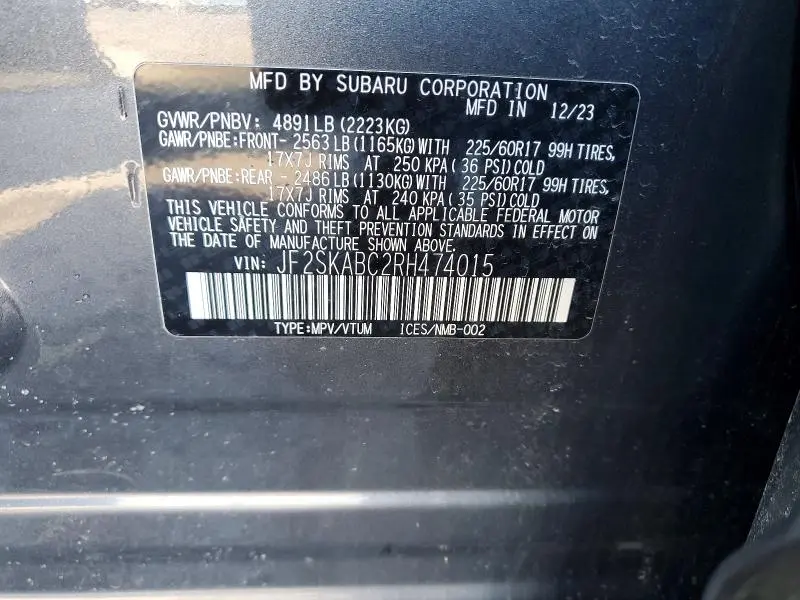 MFD BY SUBARU CORPORATION
MFD IN 12/23
GVWR/PNBV: 4891LB(2223KG)
GAWR/PNBE:FRONT- 2563LB(1165KG)WITH 225/60R17 99H TIRES,
17X7J RIMS AT 250 KPA( 36 PSI)COLD
GAWR/PNBE:REAR - 2486LB(1130KG)WITH 225/60R17 99H TIRES,
17X7J RIMS AT 240 KPA( 35 PSI)COLD
THIS VEHICLE CONFORMS TO ALL APPLICABLE FEDERAL MOTOR
VEHICLE SAFETY AND THEFT PREVENTION STANDARDS IN EFFECT ON
THE DATE OF MANUFACTURE SHOWN ABOVE.
VIN: JF2SKABC2RH474015
TYPE:MPV/VTUM ICES/NMB-002